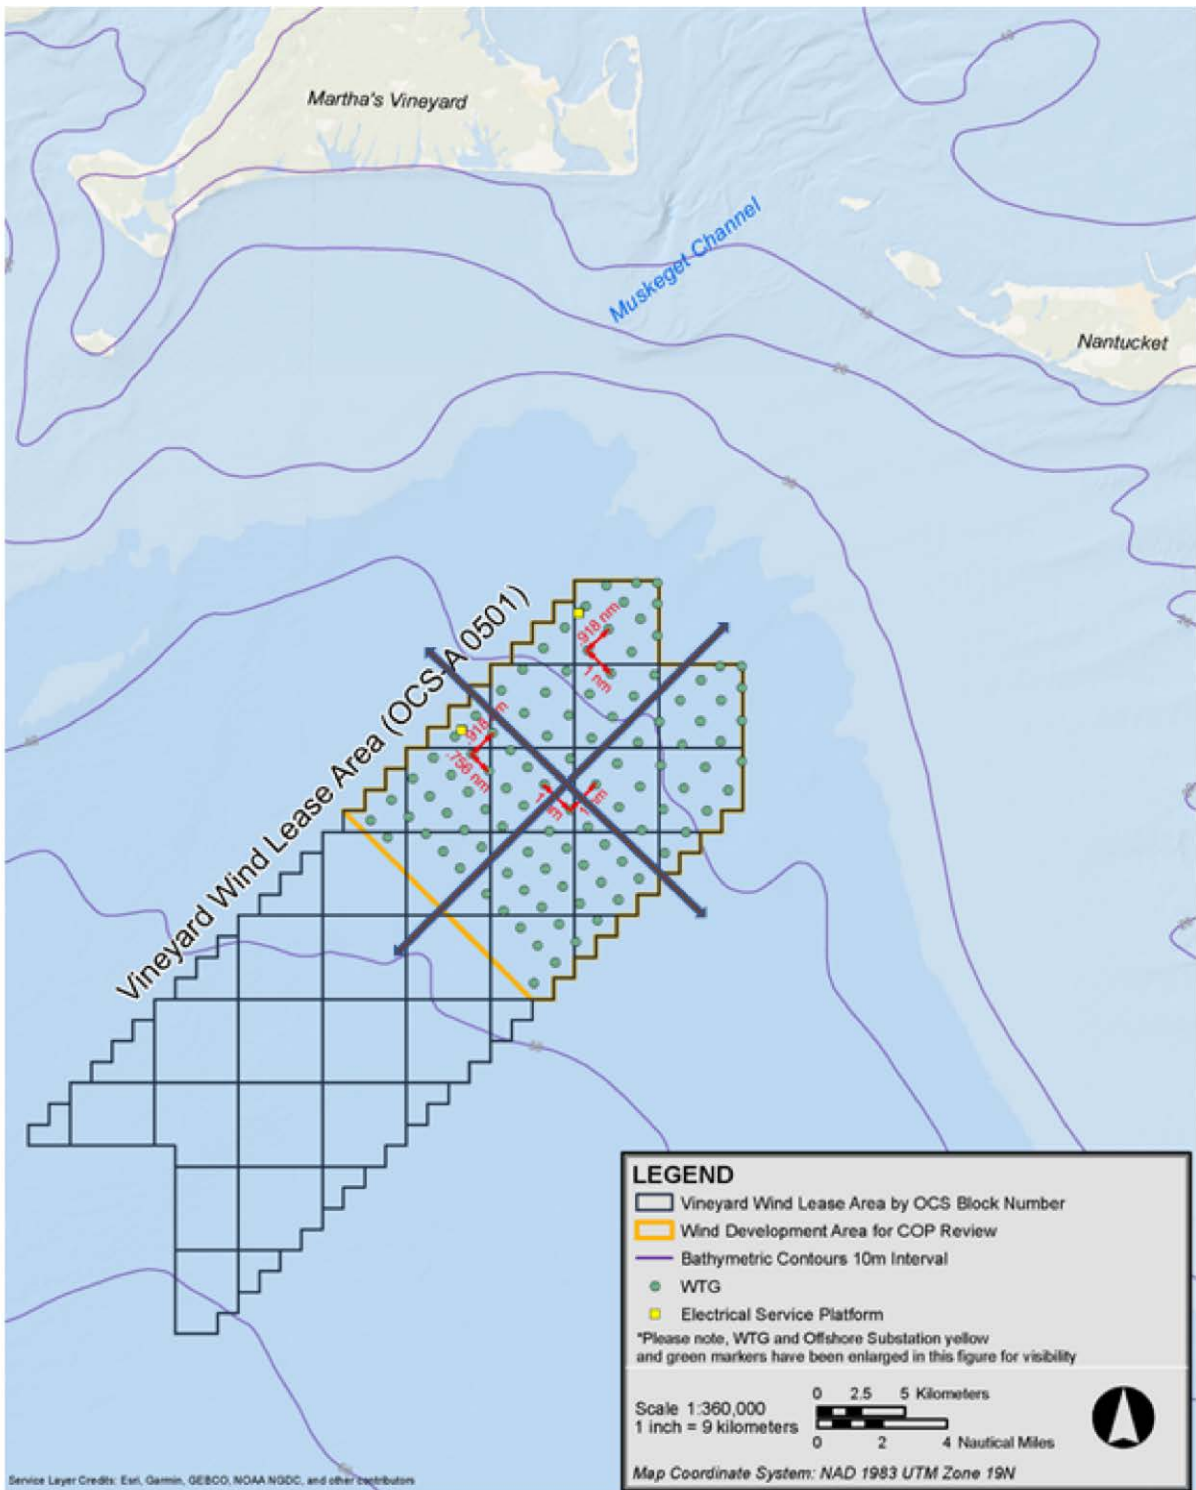 Martha's Vineyard
Muskeget Channel
Nantucket
Vineyard Wind Lease Area (OCS-A 0501)
.918 nm
1 nm
.918 nm
.756 nm
LEGEND
Vineyard Wind Lease Area by OCS Block Number
Wind Development Area for COP Review
Bathymetric Contours 10m Interval
WTG
Electrical Service Platform
*Please note, WTG and Offshore Substation yellow
and green markers have been enlarged in this figure for visibility
Scale 1:360,000
1 inch = 9 kilometers
0 2.5 5 Kilometers
0 2 4 Nautical Miles
Map Coordinate System: NAD 1983 UTM Zone 19N
Service Layer Credits: Esri, Garmin, GEBCO, NOAA NGDC, and other contributors